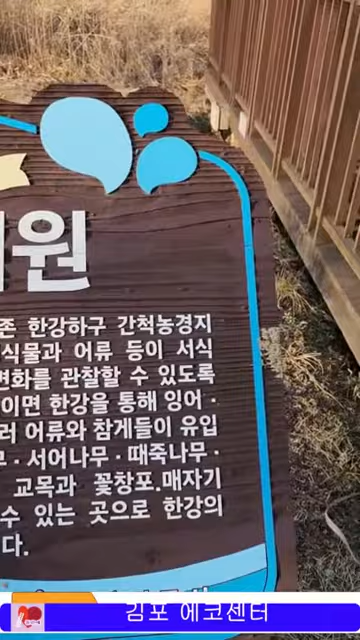 원
한강하구 간척농경지
식물과 어류 등이 서식
변화를 관찰할 수 있도록
이면 한강을 통해 잉어·
어류와 참게들이 유입
서어나무·때죽나무·
교목과 꽃창포.매자기
수 있는 곳으로 한강의
다.
김포 에코센터